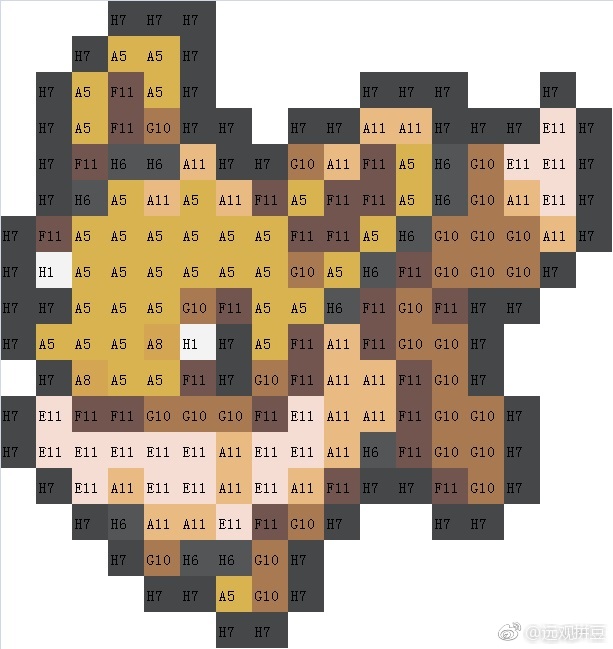 H7 H7 H7
H7 A5 A5 H7
H7 A5 F11 A5 H7 H7 H7 H7 H7
H7 A5 F11 G10 H7 H7 H7 H7 A11 A11 H7 H7 H7 E11 H7
H7 F11 H6 H6 A11 H7 H7 G10 A11 F11 A5 H6 G10 E11 E11 H7
H7 H6 A5 A11 A5 A11 F11 A5 F11 F11 A5 H6 G10 A11 E11 H7
H7 F11 A5 A5 A5 A5 A5 A5 F11 F11 A5 H6 G10 G10 G10 A11 H7
H7 H1 A5 A5 A5 A5 A5 A5 G10 A5 H6 F11 G10 G10 G10 H7
H7 H7 A5 A5 A5 G10 F11 A5 A5 H6 F11 G10 F11 H7 H7
H7 A5 A5 A5 A8 H1 H7 A5 F11 A11 F11 G10 G10 H7
H7 A8 A5 A5 F11 H7 G10 F11 A11 A11 F11 G10 H7
H7 E11 F11 F11 G10 G10 G10 F11 E11 A11 A11 F11 G10 G10 H7
H7 E11 E11 E11 E11 E11 A11 E11 E11 A11 H6 F11 G10 G10 H7
H7 E11 A11 E11 E11 A11 E11 A11 F11 H7 H7 F11 G10 H7
H7 H6 A11 A11 E11 F11 G10 H7 H7 H7
H7 G10 H6 H6 G10 H7
H7 H7 A5 G10 H7
H7 H7
@远观拼豆